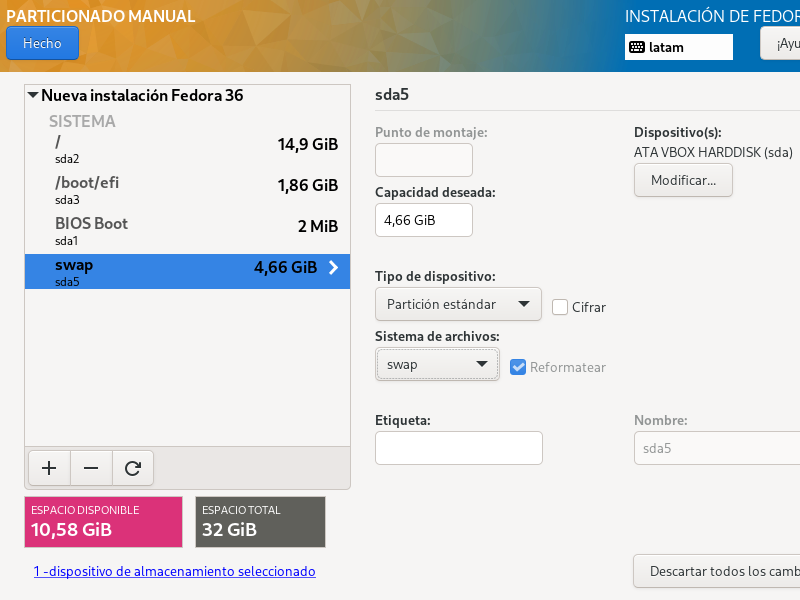 PARTICIONADO MANUAL
INSTALACIÓN DE FEDOR
Hecho
latam
¡Ayu
Nueva instalación Fedora 36
SISTEMA
/ 14,9 GiB
sda2
/boot/efi 1,86 GiB
sda3
BIOS Boot 2 MiB
sda1
swap 4,66 GiB
sda5
ESPACIO DISPONIBLE
10,58 GiB
ESPACIO TOTAL
32 GiB
1 -dispositivo de almacenamiento seleccionado
sda5
Punto de montaje:
Dispositivo(s):
ATA VBOX HARDDISK (sda)
Modificar...
Capacidad deseada:
4,66 GiB
Tipo de dispositivo:
Partición estándar
Cifrar
Sistema de archivos:
swap
Reformatear
Etiqueta:
Nombre:
sda5
Descartar todos los camb